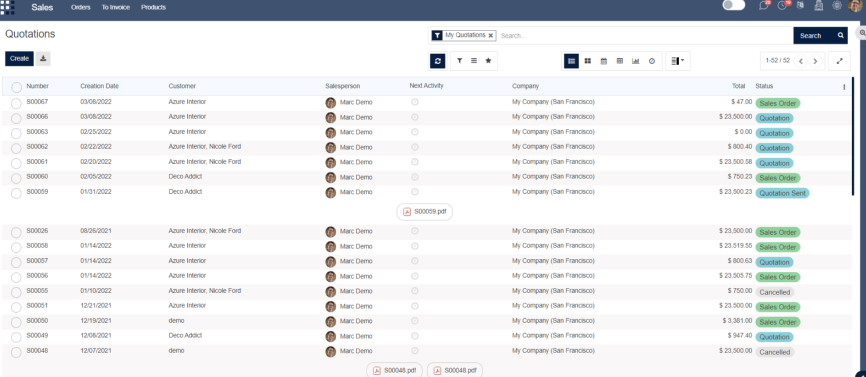 Sales Orders To Invoice Products
Quotations
My Quotations x Search...
Search
Create
1-52 / 52
Number Creation Date Customer Salesperson Next Activity Company Total Status
S00067 03/08/2022 Azure Interior Marc Demo My Company (San Francisco) $ 47.00 Sales Order
S00066 03/08/2022 Azure Interior Marc Demo My Company (San Francisco) $ 23,500.00 Quotation
S00063 02/25/2022 Azure Interior Marc Demo My Company (San Francisco) $ 0.00 Quotation
S00062 02/22/2022 Azure Interior, Nicole Ford Marc Demo My Company (San Francisco) $ 800.40 Quotation
S00061 02/20/2022 Azure Interior, Nicole Ford Marc Demo My Company (San Francisco) $ 23,500.56 Quotation
S00060 02/05/2022 Deco Addict Marc Demo My Company (San Francisco) $ 750.23 Sales Order
S00059 01/31/2022 Deco Addict Marc Demo My Company (San Francisco) $ 23,500.23 Quotation Sent
S00059.pdf
S00026 08/26/2021 Azure Interior, Nicole Ford Marc Demo My Company (San Francisco) $ 23,500.00 Sales Order
S00058 01/14/2022 Azure Interior Marc Demo My Company (San Francisco) $ 23,519.55 Sales Order
S00057 01/14/2022 Azure Interior Marc Demo My Company (San Francisco) $ 800.63 Quotation
S00056 01/14/2022 Azure Interior Marc Demo My Company (San Francisco) $ 23,505.75 Sales Order
S00055 01/10/2022 Azure Interior, Nicole Ford Marc Demo My Company (San Francisco) $ 750.00 Cancelled
S00051 12/21/2021 Azure Interior Marc Demo My Company (San Francisco) $ 23,500.00 Sales Order
S00050 12/19/2021 demo Marc Demo My Company (San Francisco) $ 3,381.00 Sales Order
S00049 12/08/2021 Deco Addict Marc Demo My Company (San Francisco) $ 947.40 Quotation
S00048 12/07/2021 demo Marc Demo My Company (San Francisco) $ 23,500.00 Cancelled
S00048.pdf S00048.pdf